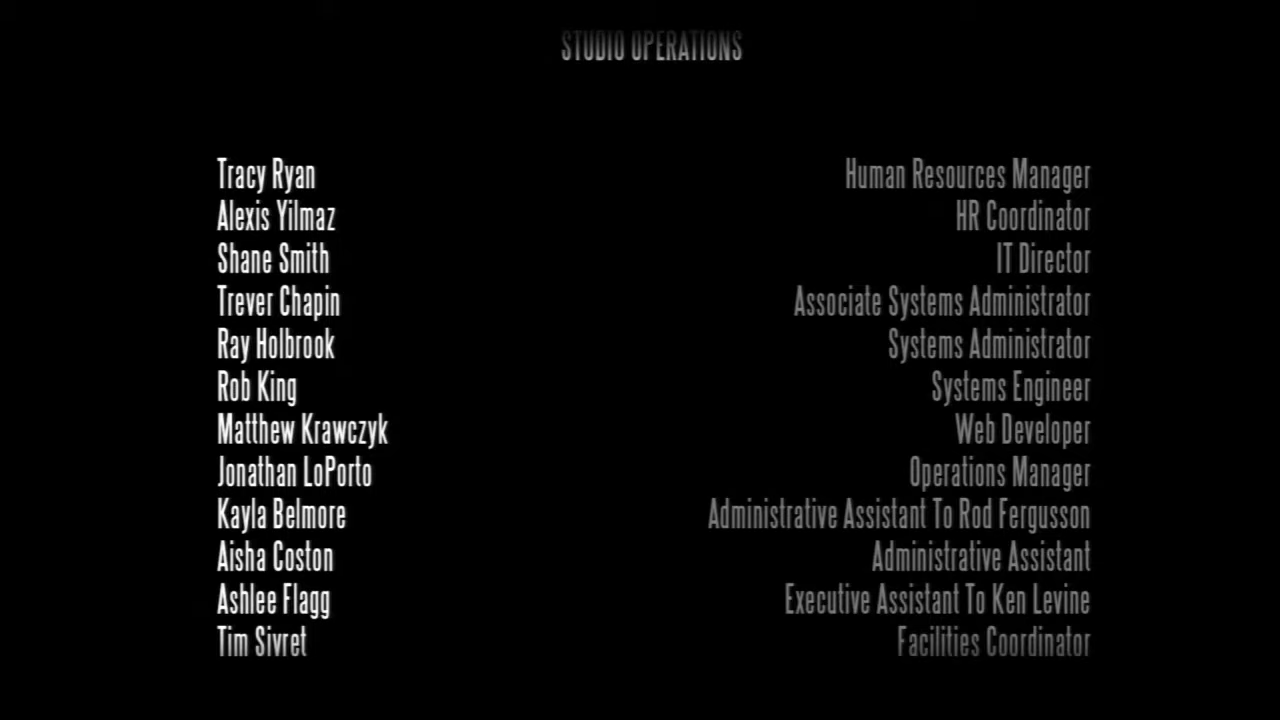 STUDIO OPERATIONS
Tracy Ryan Human Resources Manager
Alexis Yilmaz HR Coordinator
Shane Smith IT Director
Trever Chapin Associate Systems Administrator
Ray Holbrook Systems Administrator
Rob King Systems Engineer
Matthew Krawczyk Web Developer
Jonathan LoPorto Operations Manager
Kayla Belmore Administrative Assistant To Rod Fergusson
Aisha Coston Administrative Assistant
Ashlee Flagg Executive Assistant To Ken Levine
Tim Sivret Facilities Coordinator